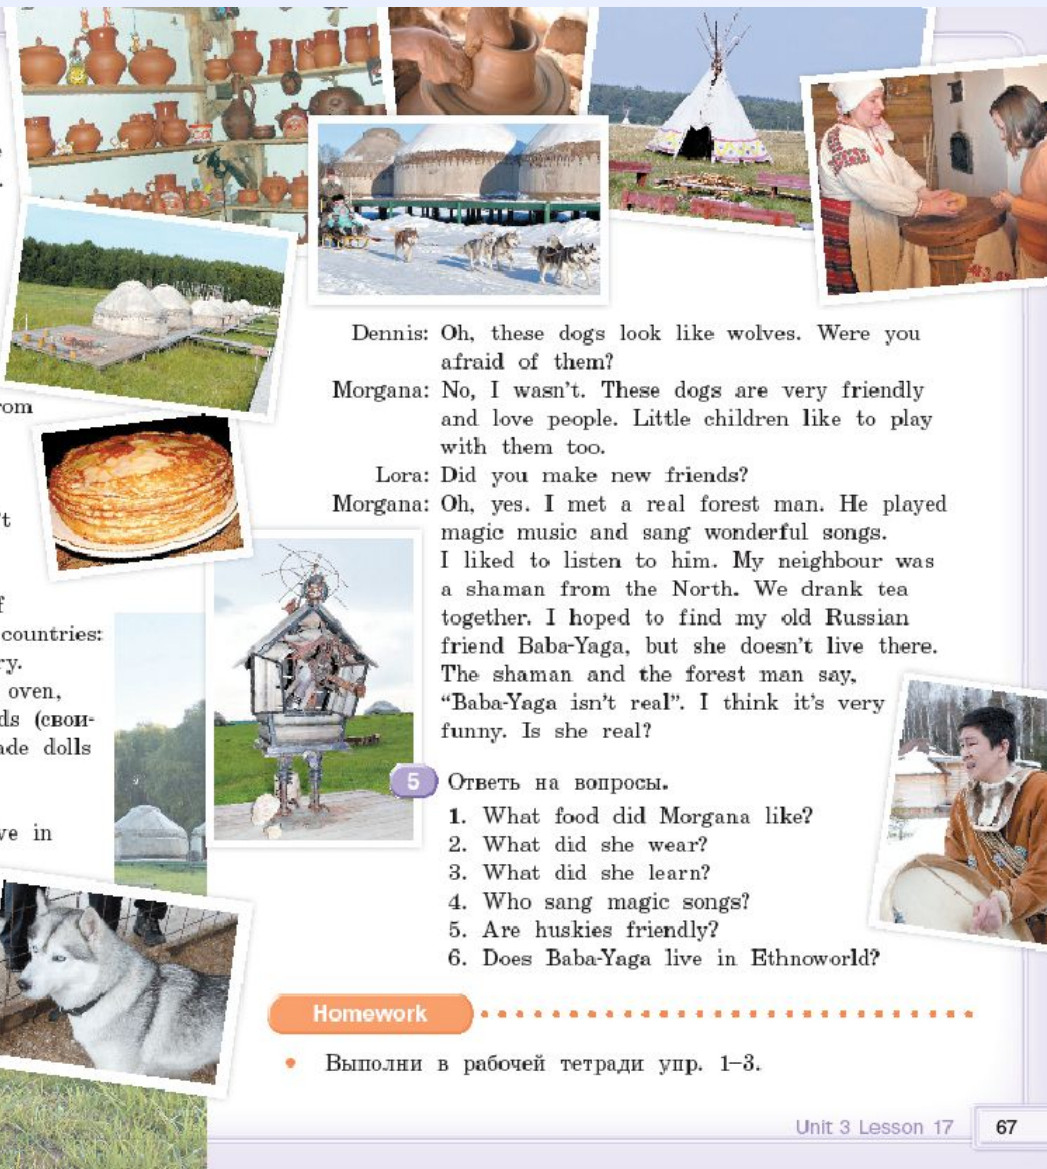 om
t
countries:
ry.
oven,
ds (свои-
ade dolls
ve in
Dennis: Oh, these dogs look like wolves. Were you
afraid of them?
Morgana: No, I wasn't. These dogs are very friendly
and love people. Little children like to play
with them too.
Lora: Did you make new friends?
Morgana: Oh, yes. I met a real forest man. He played
magic music and sang wonderful songs.
I liked to listen to him. My neighbour was
a shaman from the North. We drank tea
together. I hoped to find my old Russian
friend Baba-Yaga, but she doesn't live there.
The shaman and the forest man say,
"Baba-Yaga isn't real". I think it's very
funny. Is she real?
5 Ответь на вопросы.
1. What food did Morgana like?
2. What did she wear?
3. What did she learn?
4. Who sang magic songs?
5. Are huskies friendly?
6. Does Baba-Yaga live in Ethnoworld?
Homework
• Выполни в рабочей тетради упр. 1–3.
Unit 3 Lesson 17 67